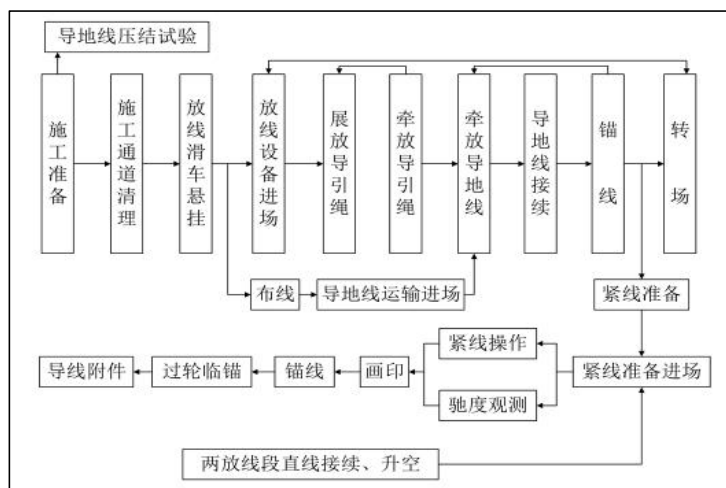 导地线压结试验
施工准备
施工通道清理
放线滑车悬挂
放线设备进场
展放导引绳
牵放导引绳
牵放导地线
导地线接续
锚线
转场
布线
导地线运输进场
紧线准备
紧线操作
导线附件
过轮临锚
锚线
画印
紧线准备进场
驰度观测
两放线段直线接续、升空